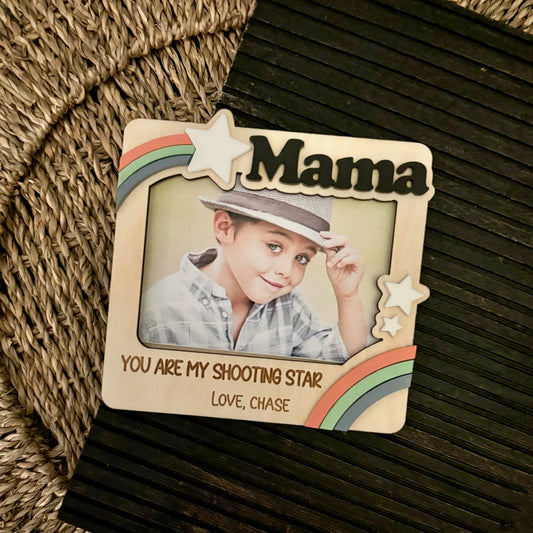 Mama
YOU ARE MY SHOOTING STAR
LOVE, CHASE